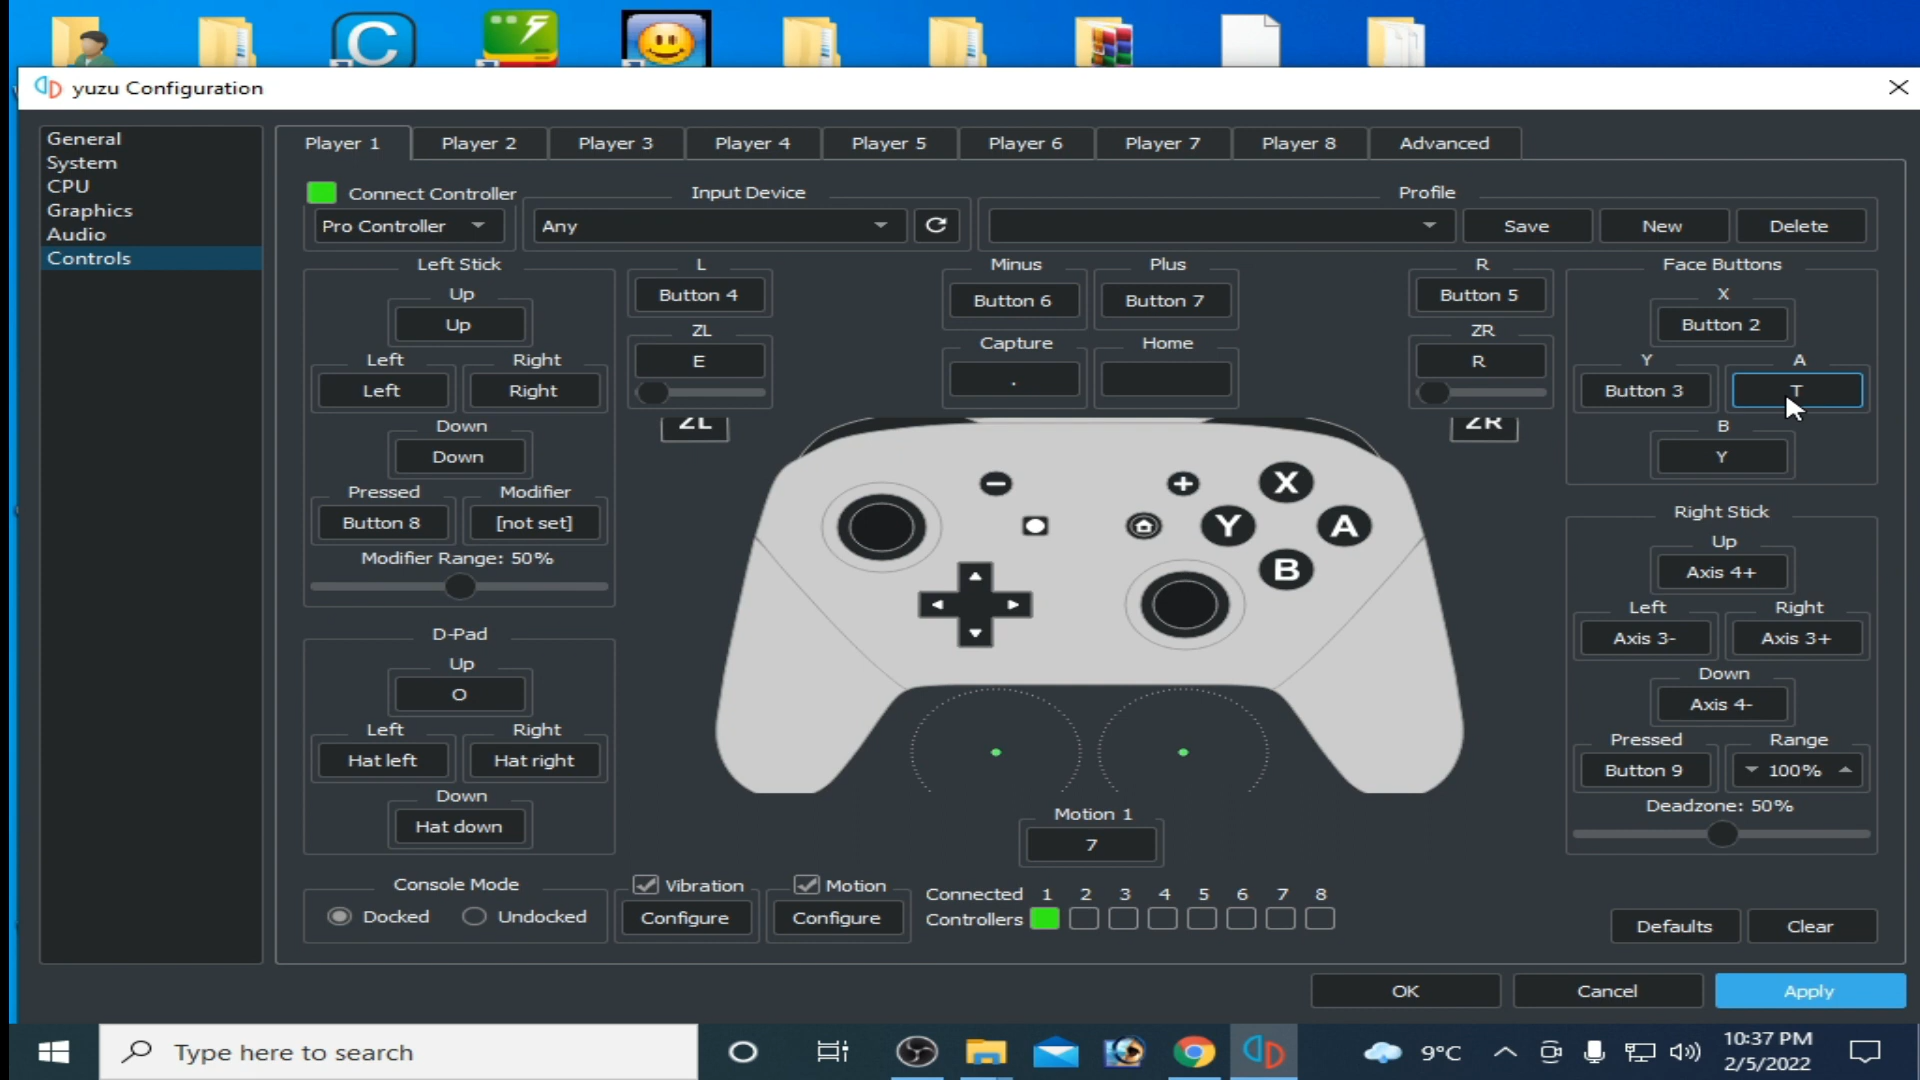 yuzu Configuration
General
System
CPU
Graphics
Audio
Controls
Player 1 Player 2 Player 3 Player 4 Player 5 Player 6 Player 7 Player 8 Advanced
Connect Controller Input Device Profile
Pro Controller Any Save New Delete
Left Stick L Minus Plus R Face Buttons
Up X
Button 4 Button 6 Button 7 Button 5
Up Button 2
ZL ZR
Capture Home
Left Right Y A
E R
. 
Left Right Button 3 T
Down B
ZL ZR
Down Y
Pressed Modifier
X
Button 8 [not set]
Y A
Right Stick
Up
Modifier Range: 50%
B
Axis 4+
Left Right
D-Pad
Axis 3- Axis 3+
Up
Down
O
Axis 4-
Left Right
Pressed Range
Hat left Hat right
Button 9 100%
Down
Deadzone: 50%
Motion 1
Hat down
7
Console Mode Vibration Motion Connected 1 2 3 4 5 6 7 8
Docked Undocked Configure Configure Controllers
Defaults Clear
OK Cancel Apply
Type here to search
9°C
10:37 PM
2/5/2022